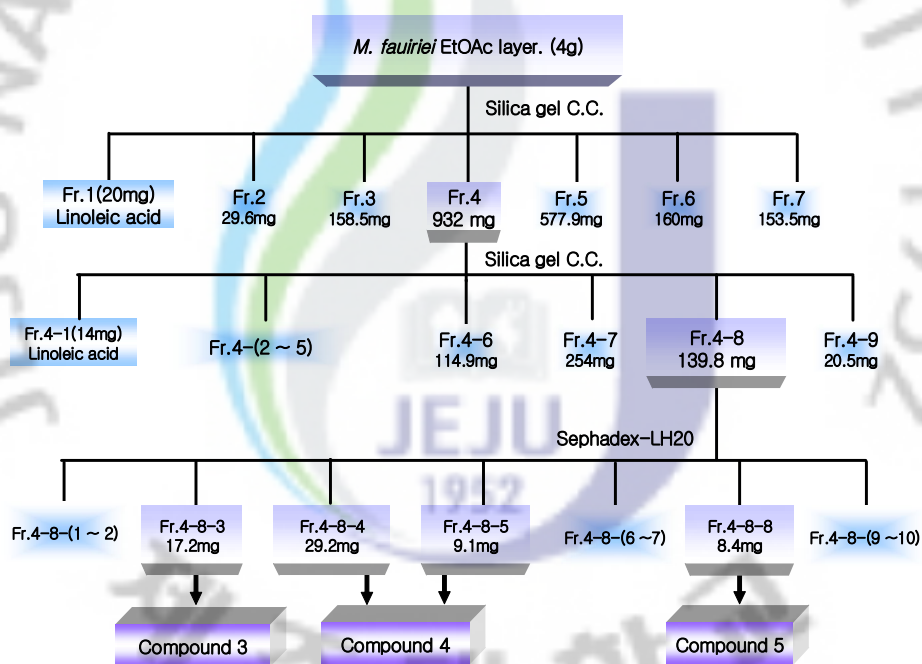 M. fauiriei EtOAc layer. (4g)
Silica gel C.C.
Fr.1(20mg)
Linoleic acid
Fr.2
29.6mg
Fr.3
158.5mg
Fr.4
932 mg
Fr.5
577.9mg
Fr.6
160mg
Fr.7
153.5mg
Silica gel C.C.
Fr.4-1(14mg)
Linoleic acid
Fr.4-(2 ~ 5)
Fr.4-6
114.9mg
Fr.4-7
254mg
Fr.4-8
139.8 mg
Fr.4-9
20.5mg
JEJU
1952
Sephadex-LH20
Fr.4-8-(1 ~ 2)
Fr.4-8-3
17.2mg
Fr.4-8-4
29.2mg
Fr.4-8-5
9.1mg
Fr.4-8-(6 ~7)
Fr.4-8-8
8.4mg
Fr.4-8-(9 ~10)
Compound 3
Compound 4
Compound 5